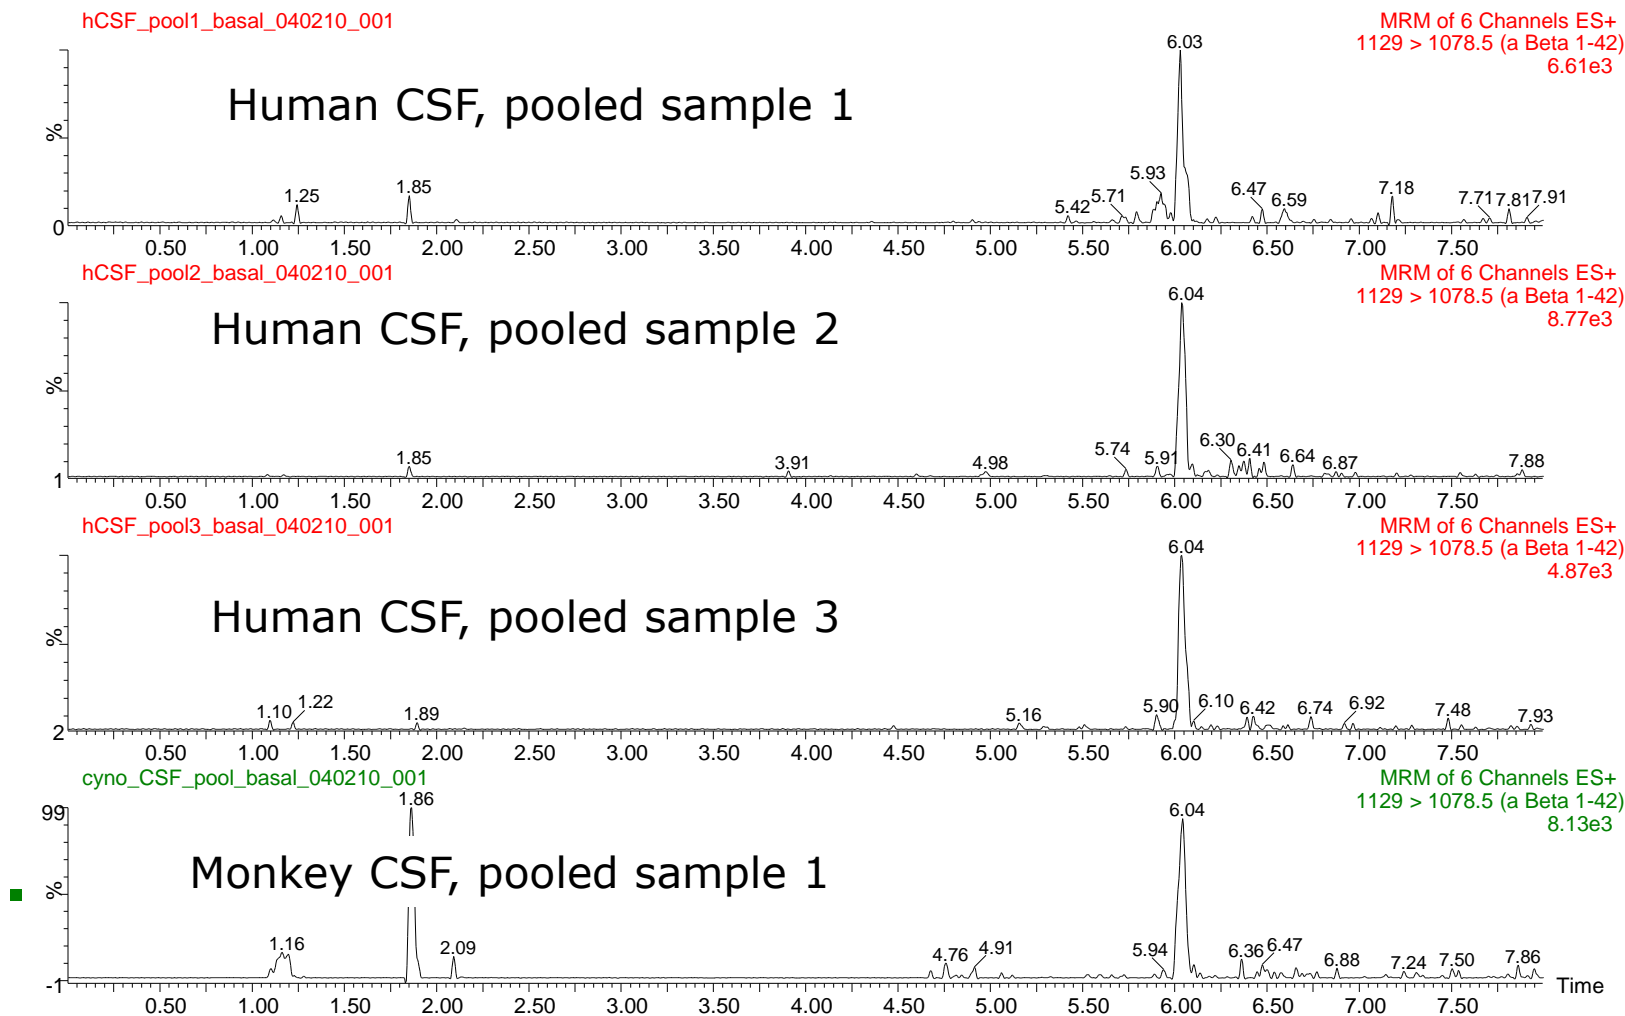 hCSF_pool1_basal_040210_001
MRM of 6 Channels ES+
1129 > 1078.5 (a Beta 1-42)
6.61e3
Human CSF, pooled sample 1
%
0
1.25 1.85 5.42 5.71 5.93 6.03 6.47 6.59 7.18 7.71 7.81 7.91
0.50 1.00 1.50 2.00 2.50 3.00 3.50 4.00 4.50 5.00 5.50 6.00 6.50 7.00 7.50
hCSF_pool2_basal_040210_001
MRM of 6 Channels ES+
1129 > 1078.5 (a Beta 1-42)
8.77e3
Human CSF, pooled sample 2
%
1
1.85 3.91 4.98 5.74 5.91 6.04 6.30 6.41 6.64 6.87 7.88
0.50 1.00 1.50 2.00 2.50 3.00 3.50 4.00 4.50 5.00 5.50 6.00 6.50 7.00 7.50
hCSF_pool3_basal_040210_001
MRM of 6 Channels ES+
1129 > 1078.5 (a Beta 1-42)
4.87e3
Human CSF, pooled sample 3
%
2
1.10 1.22 1.89 5.16 5.90 6.04 6.10 6.42 6.74 6.92 7.48 7.93
0.50 1.00 1.50 2.00 2.50 3.00 3.50 4.00 4.50 5.00 5.50 6.00 6.50 7.00 7.50
cyno_CSF_pool_basal_040210_001
MRM of 6 Channels ES+
1129 > 1078.5 (a Beta 1-42)
8.13e3
Monkey CSF, pooled sample 1
99
%
-1
1.16 1.86 2.09 4.76 4.91 5.94 6.04 6.36 6.47 6.88 7.24 7.50 7.86
Time
0.50 1.00 1.50 2.00 2.50 3.00 3.50 4.00 4.50 5.00 5.50 6.00 6.50 7.00 7.50